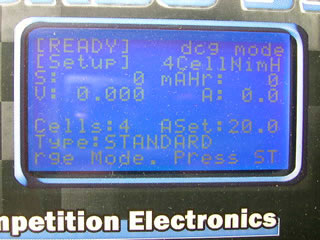 [READY] dcg mode
[Setup] 4CellNimH
S: 0 mAHr: 0
V: 0.000 A: 0.0
Cells:4 ASet:20.0
Type:STANDARD
rge Mode. Press ST
mpetition Electronics